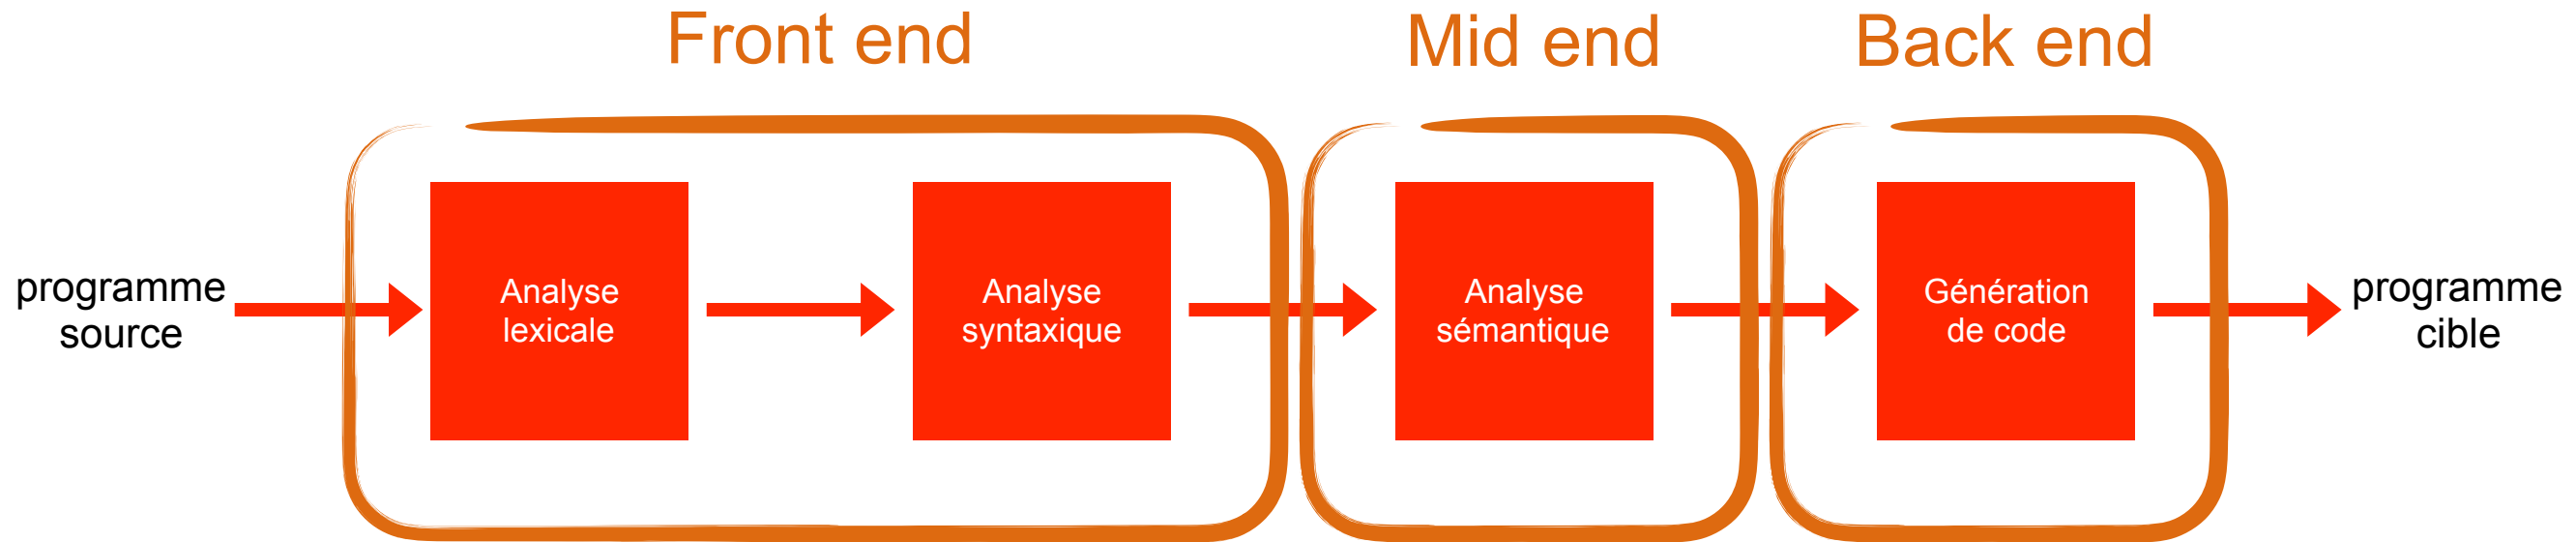 Front end
Mid end
Back end
programme
source
Analyse
lexicale
Analyse
syntaxique
Analyse
sémantique
Génération
de code
programme
cible